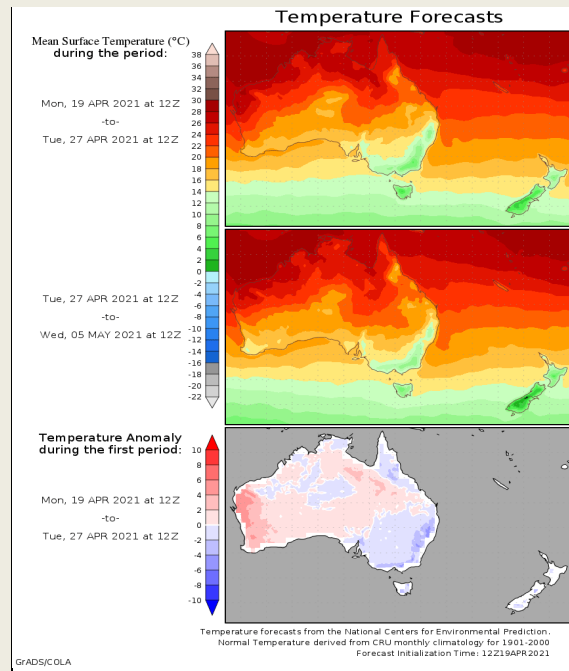 Temperature Forecasts
Mean Surface Temperature (°C)
during the period:
Mon, 19 APR 2021 at 12Z
-to-
Tue, 27 APR 2021 at 12Z
38
36
34
32
30
28
26
24
22
20
18
16
14
12
10
8
6
4
2
0
-2
-4
-6
-8
-10
-12
-14
-16
-18
-20
-22
Tue, 27 APR 2021 at 12Z
-to-
Wed, 05 MAY 2021 at 12Z
Temperature Anomaly
during the first period:
Mon, 19 APR 2021 at 12Z
-to-
Tue, 27 APR 2021 at 12Z
10
8
6
4
2
0
-2
-4
-6
-8
-10
Temperature forecasts from the National Centers for Environmental Prediction.
Normal Temperature derived from CRU monthly climatology for 1901-2000
Forecast Initialization Time: 12Z19APR2021
GrADS/COLA